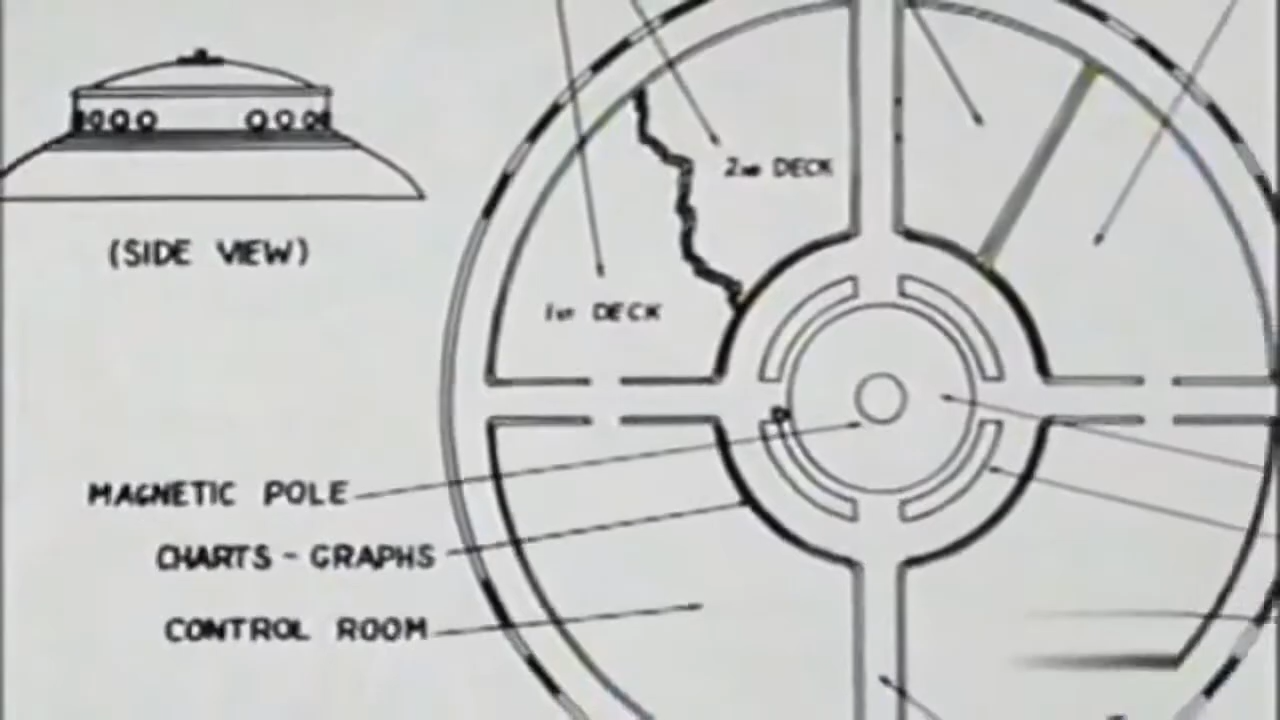 2ND DECK
(SIDE VIEW)
1ST DECK
MAGNETIC POLE
CHARTS - GRAPHS
CONTROL ROOM